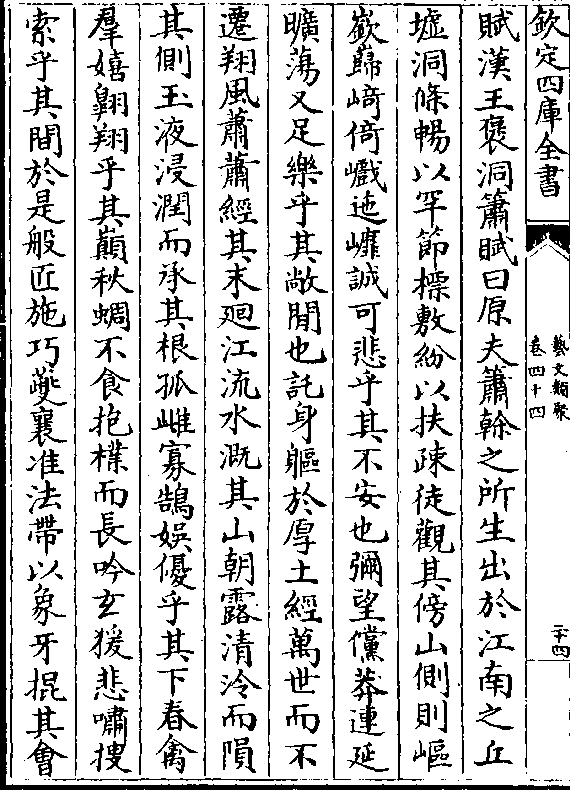 欽定四庫全書
藝文類聚
卷四十四
二十四
賦漢王褒洞簫賦曰原夫簫榦之所生出於江南之丘
墟洞條暢以罕節標敷紛以扶疎徒觀其傍山側則嶇
嶔巋崎倚巇迤㠧誠可悲乎其不安也彌望儻莽連延
曠蕩又足樂乎其敞閒也託身軀於厚土經萬世而不
遷翔風蕭蕭經其末廻江流水溉其山朝露清泠而隕
其側玉液浸潤而承其根孤雌寡鵠娛優乎其下春禽
羣嬉翺翔乎其巔秋蜩不食抱樸而長吟玄猨悲嘯搜
索乎其間於是般匠施巧夔襄准法帶以象牙掍其會